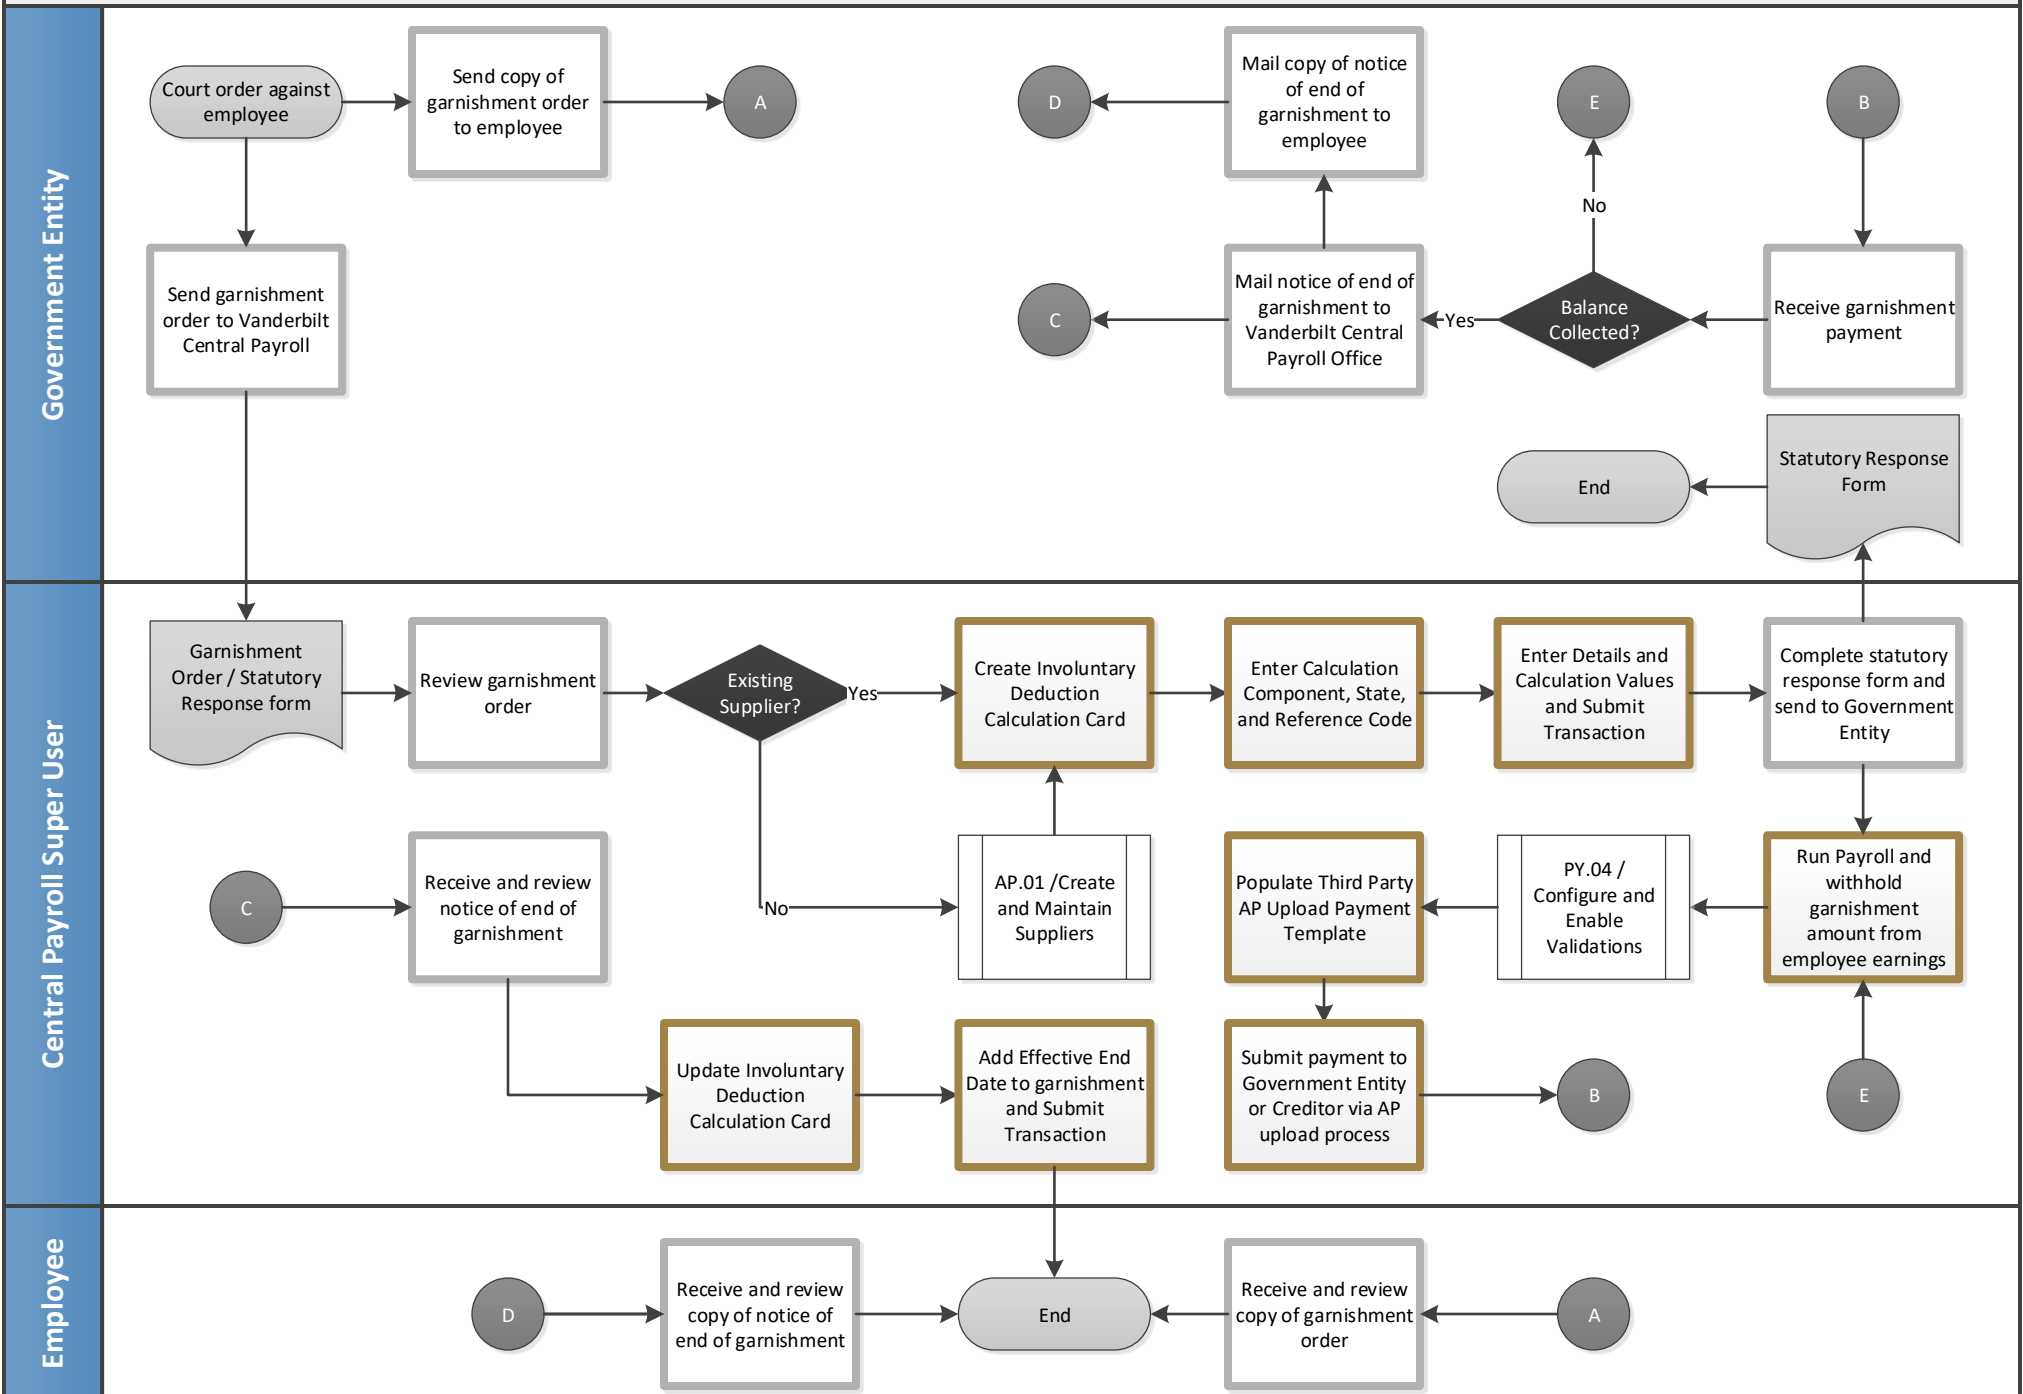 Government Entity
Court order against
employee
Send copy of
garnishment order
to employee
A
D
Mail copy of notice
of end of
garnishment to
employee
E
B
No
Send garnishment
order to Vanderbilt
Central Payroll
C
Mail notice of end of
garnishment to
Vanderbilt Central
Payroll Office
Yes
Balance
Collected?
Receive garnishment
payment
End
Statutory Response
Form
Central Payroll Super User
Garnishment
Order / Statutory
Response form
Review garnishment
order
Existing
Supplier?
Yes
Create Involuntary
Deduction
Calculation Card
Enter Calculation
Component, State,
and Reference Code
Enter Details and
Calculation Values
and Submit
Transaction
Complete statutory
response form and
send to Government
Entity
C
Receive and review
notice of end of
garnishment
No
AP.01 /Create
and Maintain
Suppliers
Populate Third Party
AP Upload Payment
Template
PY.04 /
Configure and
Enable
Validations
Run Payroll and
withhold
garnishment
amount from
employee earnings
Update Involuntary
Deduction
Calculation Card
Add Effective End
Date to garnishment
and Submit
Transaction
Submit payment to
Government Entity
or Creditor via AP
upload process
B
E
Employee
D
Receive and review
copy of notice of
end of garnishment
End
Receive and review
copy of garnishment
order
A